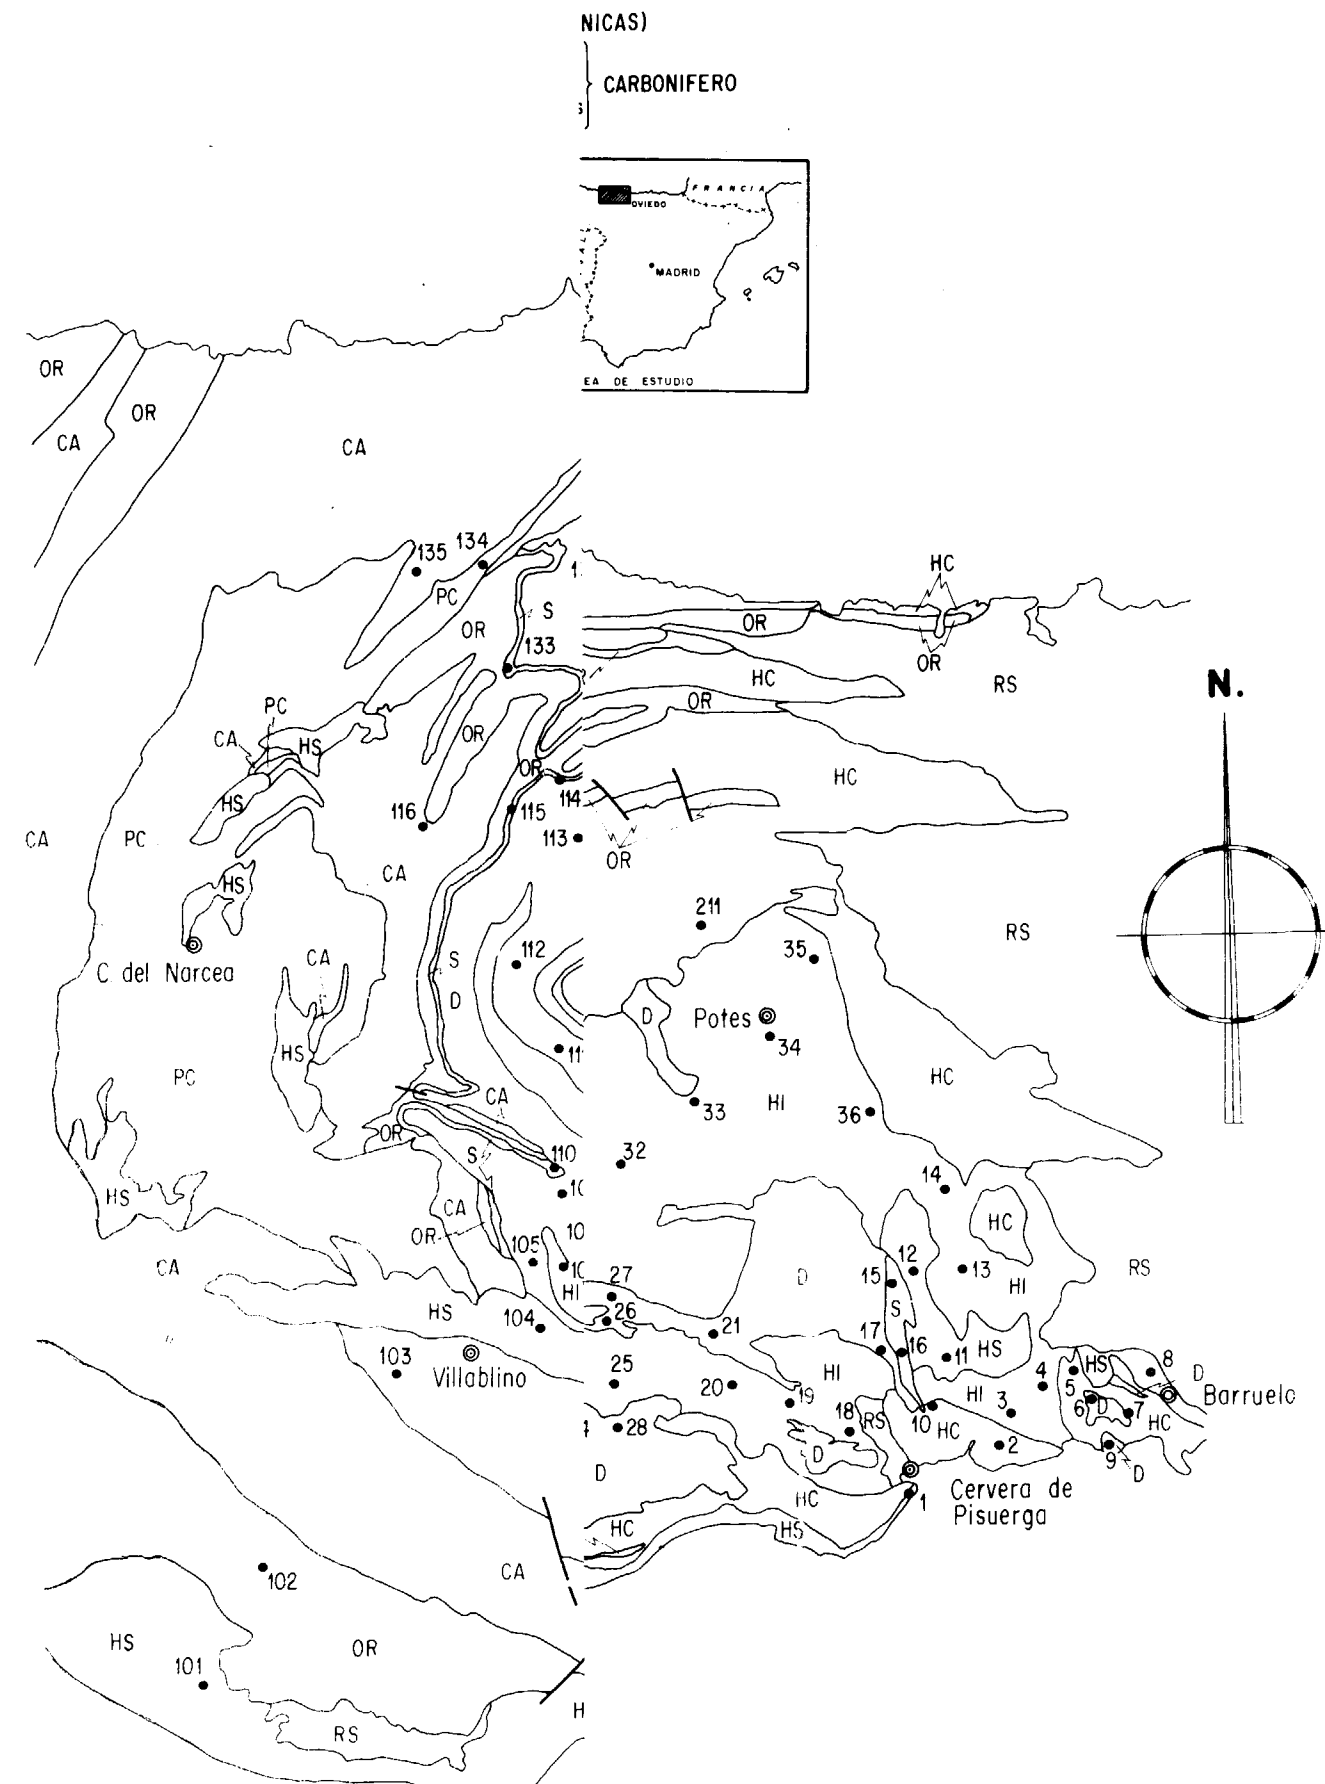 NICAS)
CARBONIFERO
FRANCIA
OVIEDO
MADRID
EA DE ESTUDIO
OR
OR
CA
CA
135
134
PC
S
OR
133
HC
OR
OR
HC
RS
OR
N.
PC
CA
HS
OR
OR
HC
HS
116
115
114
113
CA
PC
OR
CA
HS
211
C del Narcea
CA
S
112
35
RS
D
D
Potes
34
HS
PC
111
CA
33
HI
36
HC
OR
S
110
32
14
HS
CA
HC
OR
105
CA
HI
27
D
12
15
13
HI
RS
S
HS
104
26
21
17
16
11
HS
Villablino
103
25
20
19
HI
HI
4
5
HS
8
D
Barruelo
3
6
D
7
HC
28
18
RS
10
HC
2
9
D
D
D
Cervera de
Pisuerga
1
HC
HC
HS
CA
102
HS
OR
101
RS
H